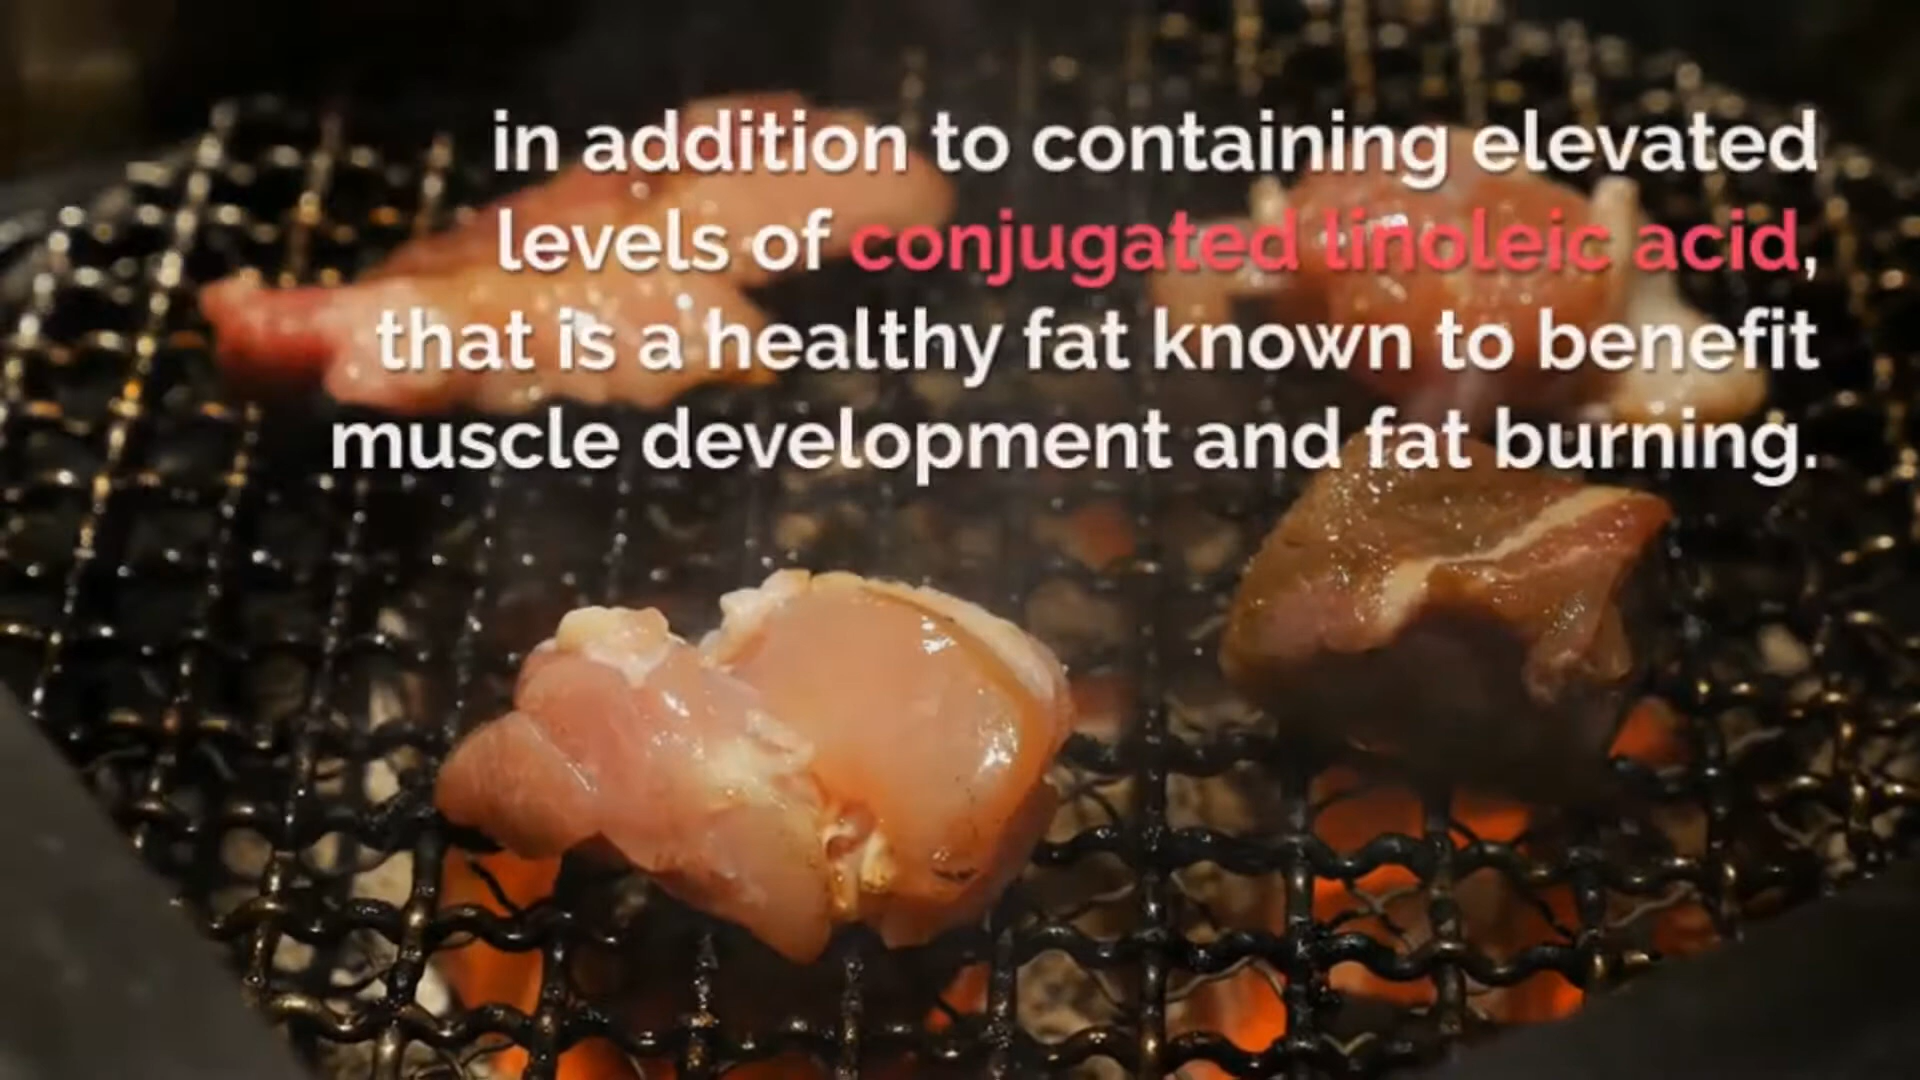 in addition to containing elevated
levels of conjugated linoleic acid,
that is a healthy fat known to benefit
muscle development and fat burning.